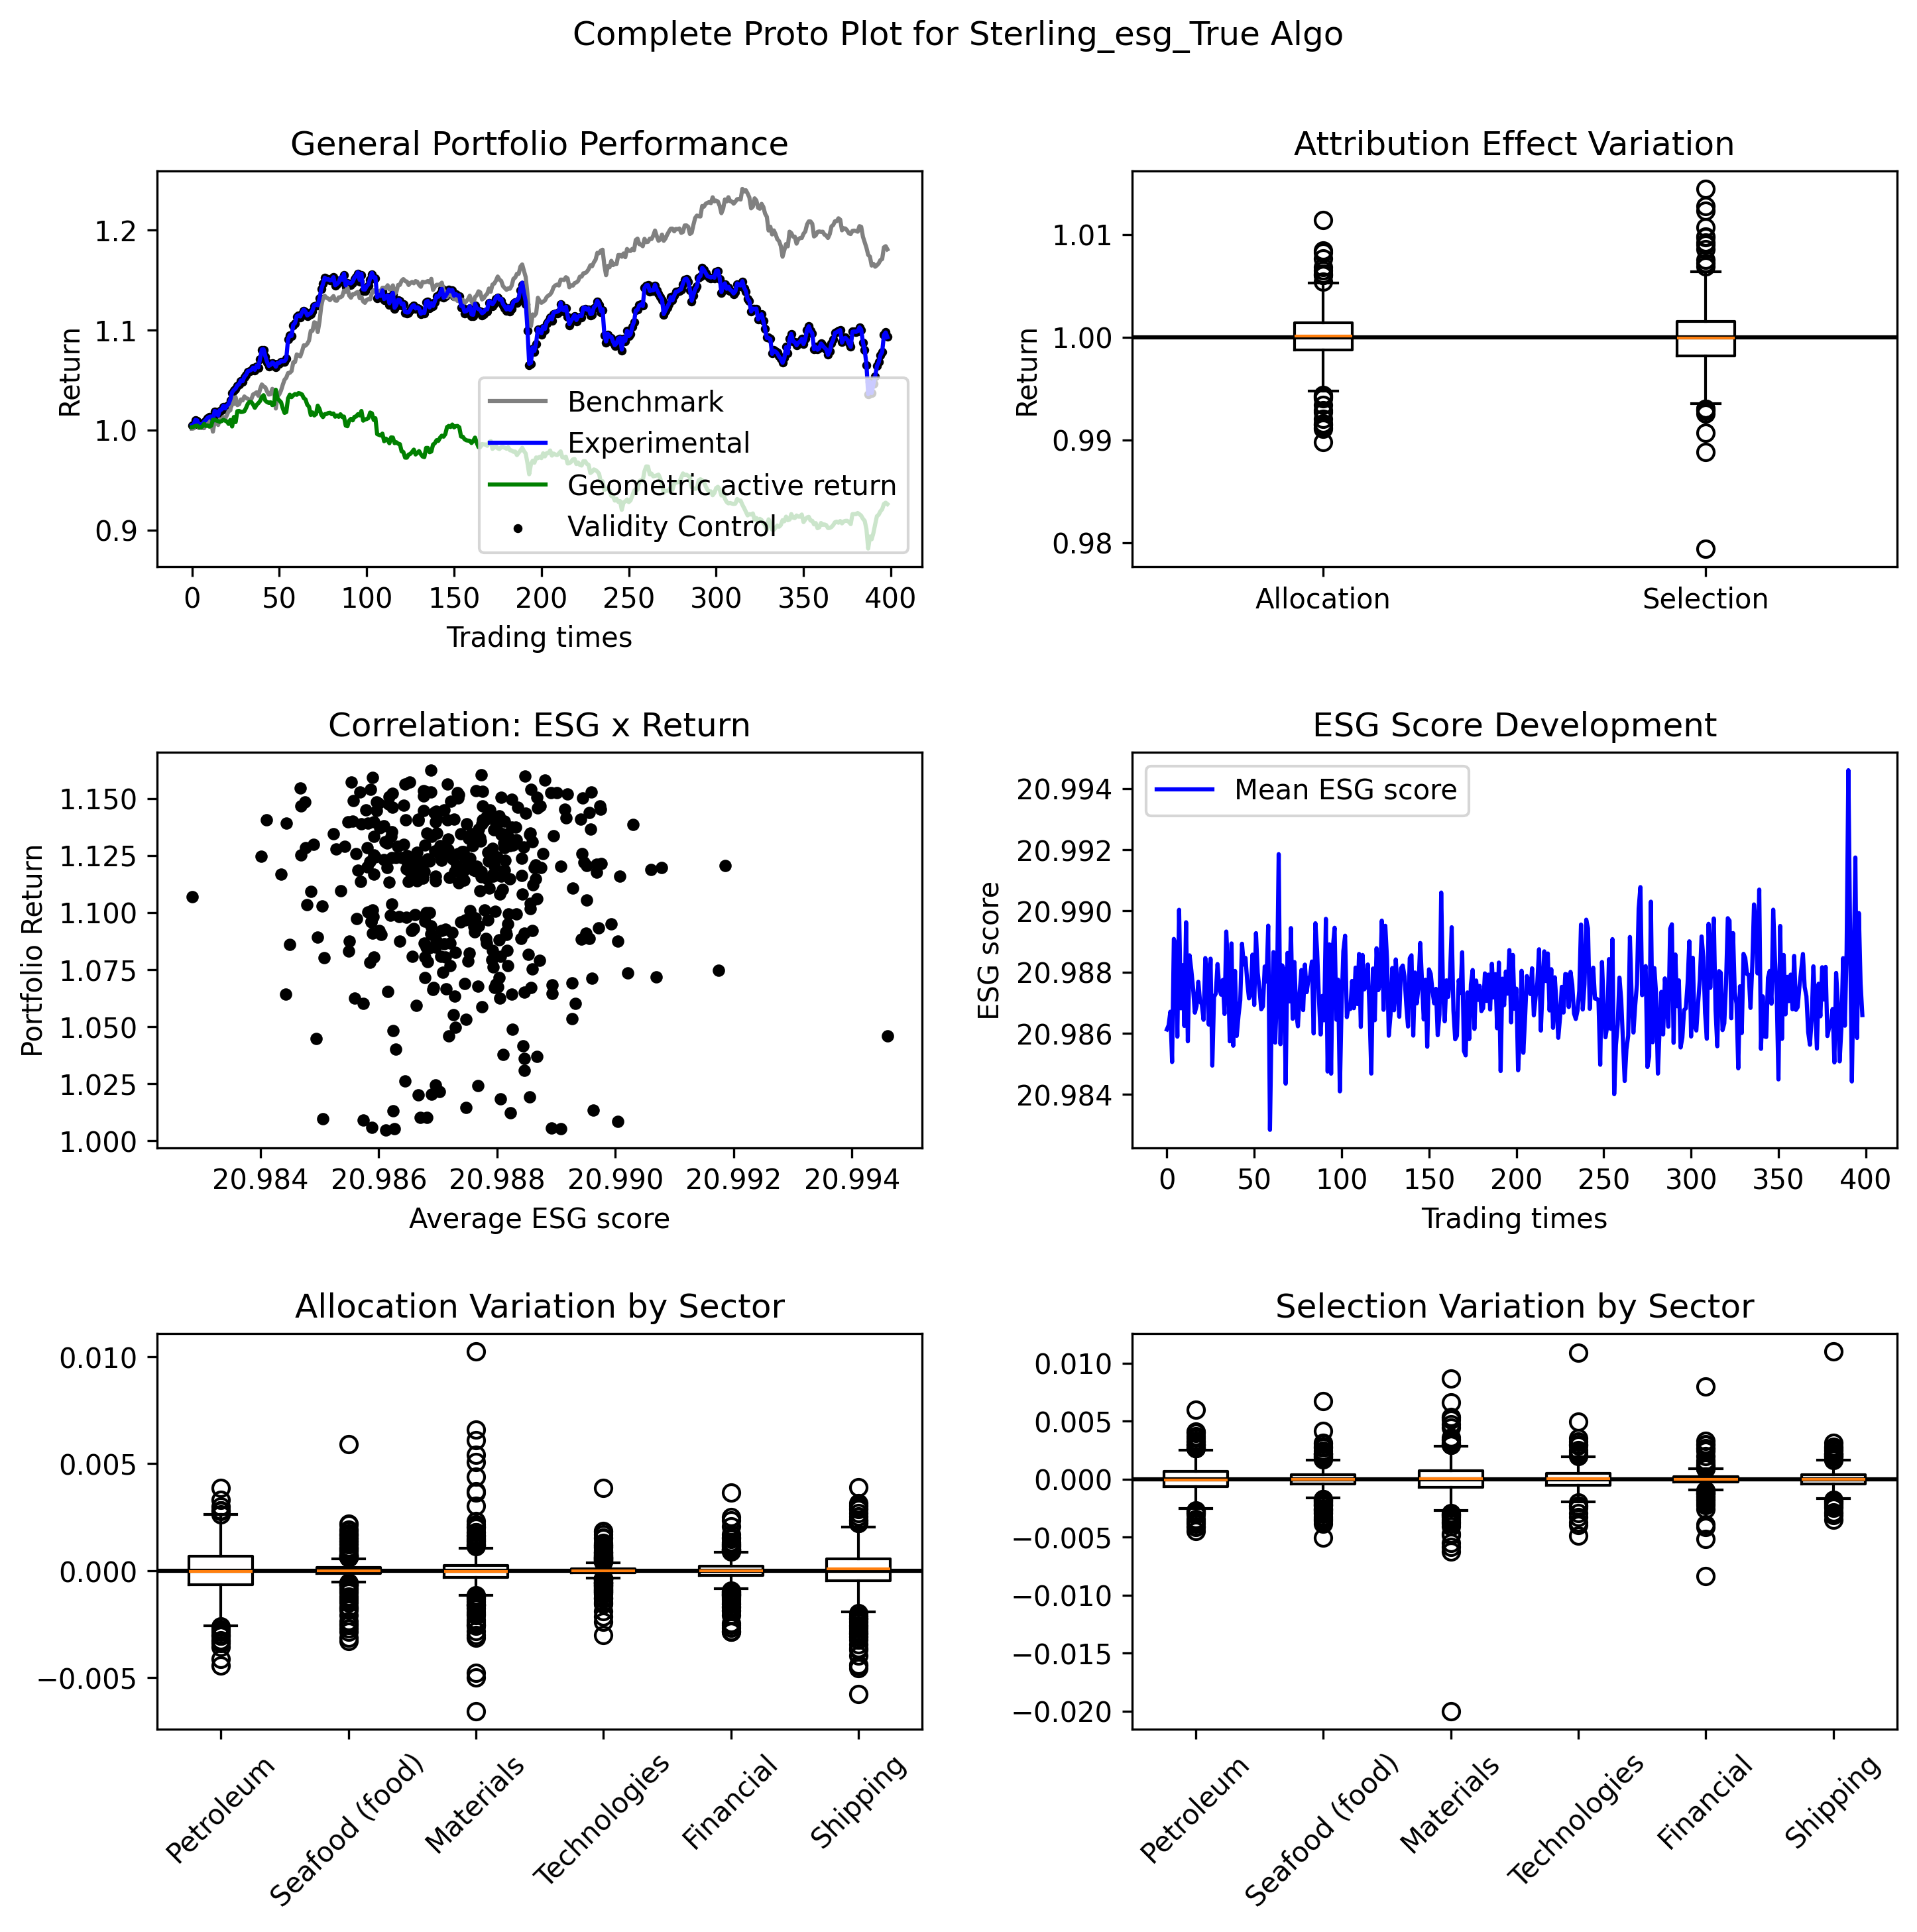 Complete Proto Plot for Sterling_esg_True Algo
General Portfolio Performance
Return
1.2
1.1
1.0
0.9
Benchmark
Experimental
Geometric active return
Validity Control
0 50 100 150 200 250 300 350 400
Trading times
Attribution Effect Variation
Return
1.01
1.00
0.99
0.98
Allocation Selection
Correlation: ESG x Return
Portfolio Return
1.150
1.125
1.100
1.075
1.050
1.025
1.000
20.984 20.986 20.988 20.990 20.992 20.994
Average ESG score
ESG Score Development
ESG score
20.994
20.992
20.990
20.988
20.986
20.984
Mean ESG score
0 50 100 150 200 250 300 350 400
Trading times
Allocation Variation by Sector
0.010
0.005
0.000
−0.005
Petroleum
Seafood (food)
Materials
Technologies
Financial
Shipping
Selection Variation by Sector
0.010
0.005
0.000
−0.005
−0.010
−0.015
−0.020
Petroleum
Seafood (food)
Materials
Technologies
Financial
Shipping